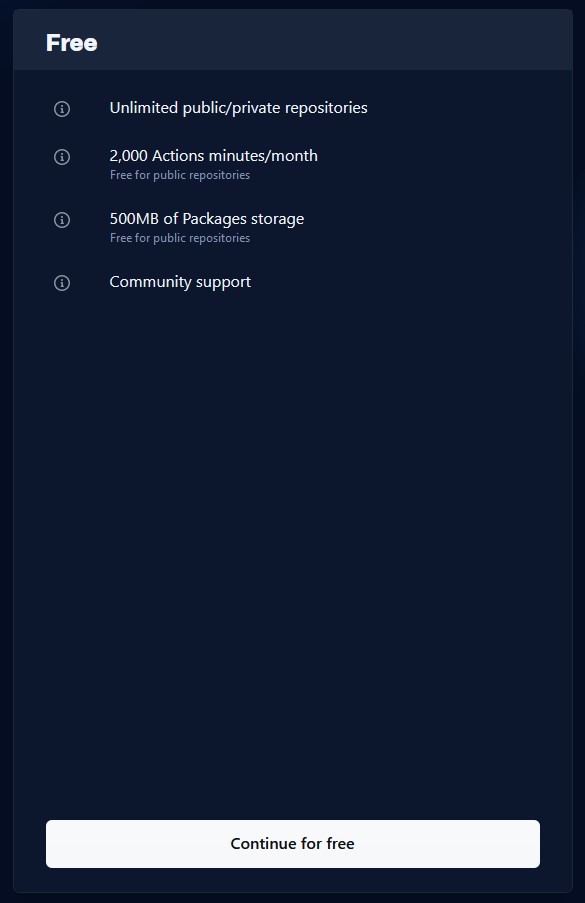 Free
Unlimited public/private repositories
2,000 Actions minutes/month
Free for public repositories
500MB of Packages storage
Free for public repositories
Community support
Continue for free